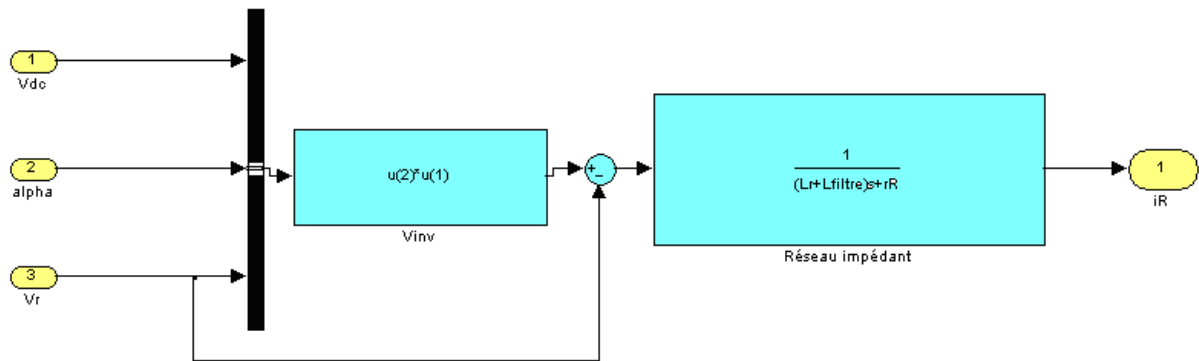 1
Vdc
2
alpha
3
Vr
u(2)*u(1)
Vinv
+
−
1
(Lr+Lfiltre)s+rR
Réseau impédant
1
iR